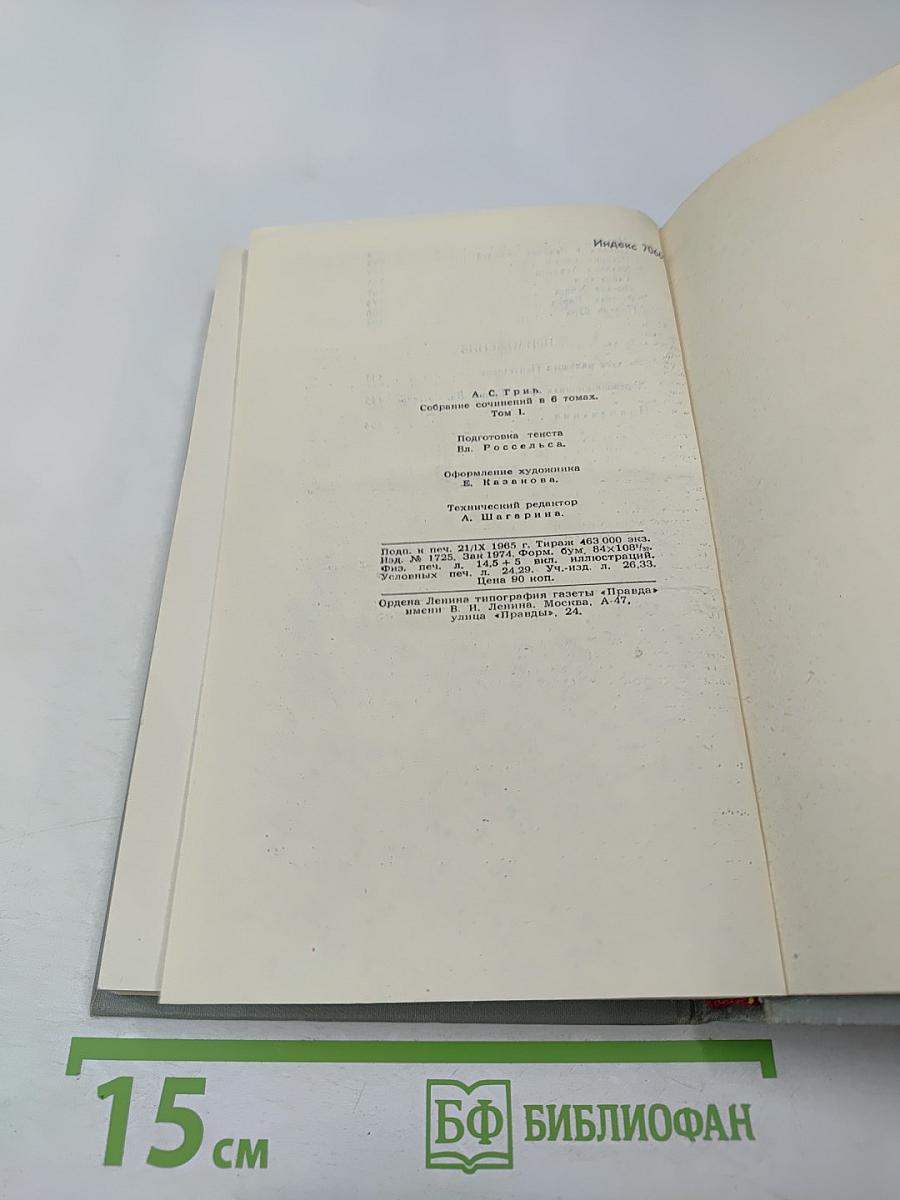 Индекс 7066
А. С. Грин.
Собрание сочинений в 6 томах.
Том I.
Подготовка текста
Вл. Россельса.
Оформление художника
Е. Казакова.
Технический редактор
А. Шагарина.
Подп. к печ. 21/IX 1965 г. Тираж 463 000 экз.
Изд. № 1725. Зак 1974. Форм. бум. 84×108¹/₃₂.
Физ. печ. л. 14,5 + 5 вкл. иллюстраций.
Условных печ. л. 24,29. Уч.-изд. л. 26,33.
Цена 90 коп.
Ордена Ленина типография газеты «Правда»
имени В. И. Ленина. Москва, А-47,
улица «Правды», 24.
15 см
БФ БИБЛИОФАН